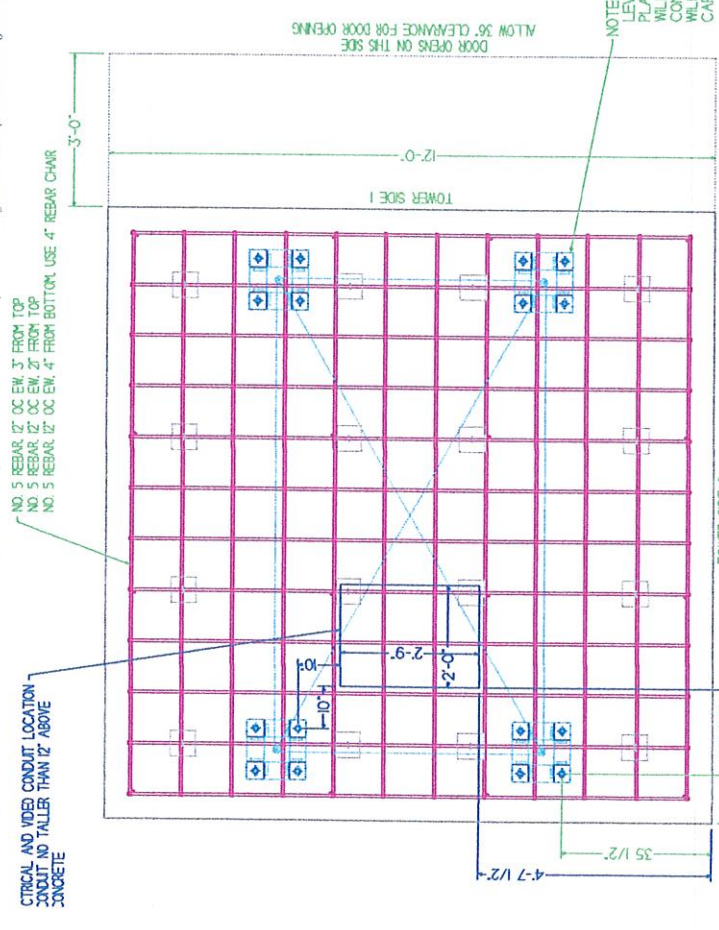 CTRICAL AND VIDEO CONDUIT LOCATION
CONDUIT NO TALLER THAN 12" ABOVE
CONCRETE
NO. 5 REBAR, 12" OC EW, 3" FROM TOP
NO. 5 REBAR, 12" OC EW, 21" FROM TOP
NO. 5 REBAR, 12" OC EW, 4" FROM BOTTOM, USE 4" REBAR CHAIR
3'-0"
DOOR OPENS ON THIS SIDE
ALLOW 36" CLEARANCE FOR DOOR OPENING
12'-0"
TOWER SIDE 1
NOTE
LEV
PLA
WILL
CON
WILL
CAB
10"
10"
2'-9"
2'-0"
35 1/2"
4'-7 1/2"